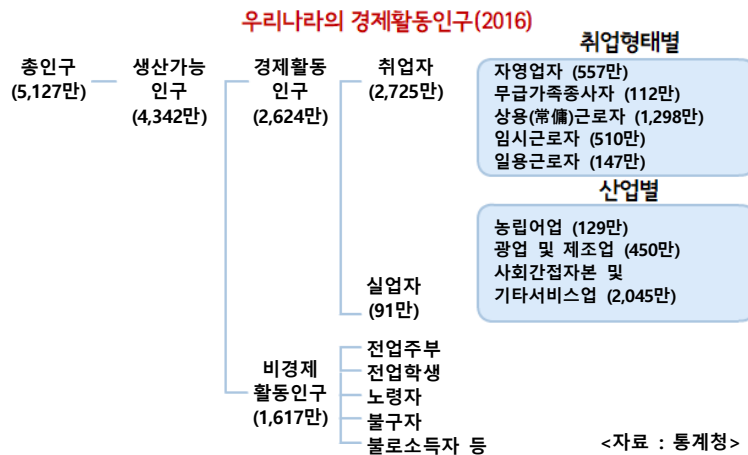 우리나라의 경제활동인구(2016)
총인구
(5,127만)
생산가능
인구
(4,342만)
경제활동
인구
(2,624만)
취업자
(2,725만)
취업형태별
자영업자 (557만)
무급가족종사자 (112만)
상용(常傭)근로자 (1,298만)
임시근로자 (510만)
일용근로자 (147만)
산업별
농림어업 (129만)
광업 및 제조업 (450만)
사회간접자본 및
기타서비스업 (2,045만)
실업자
(91만)
비경제
활동인구
(1,617만)
전업주부
전업학생
노령자
불구자
불로소득자 등
<자료 : 통계청>